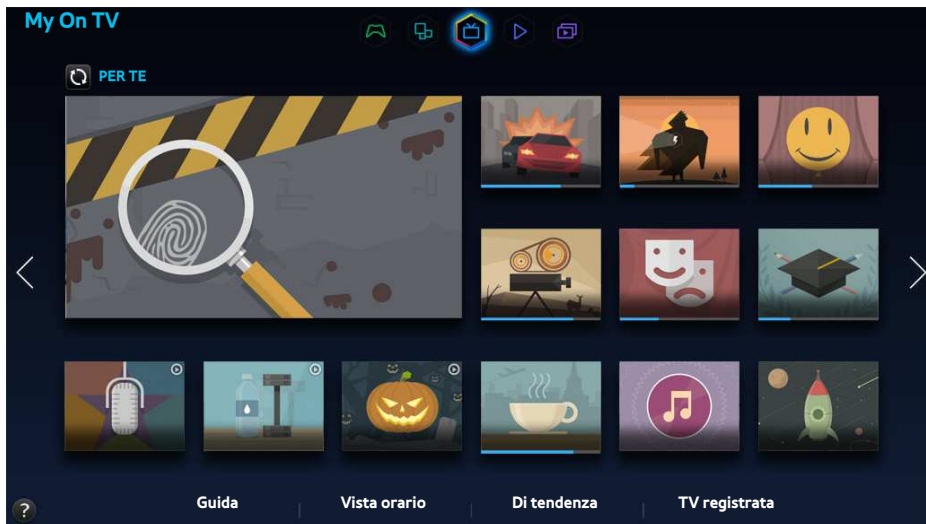 My On TV
PER TE
Guida
Vista orario
Di tendenza
TV registrata
?